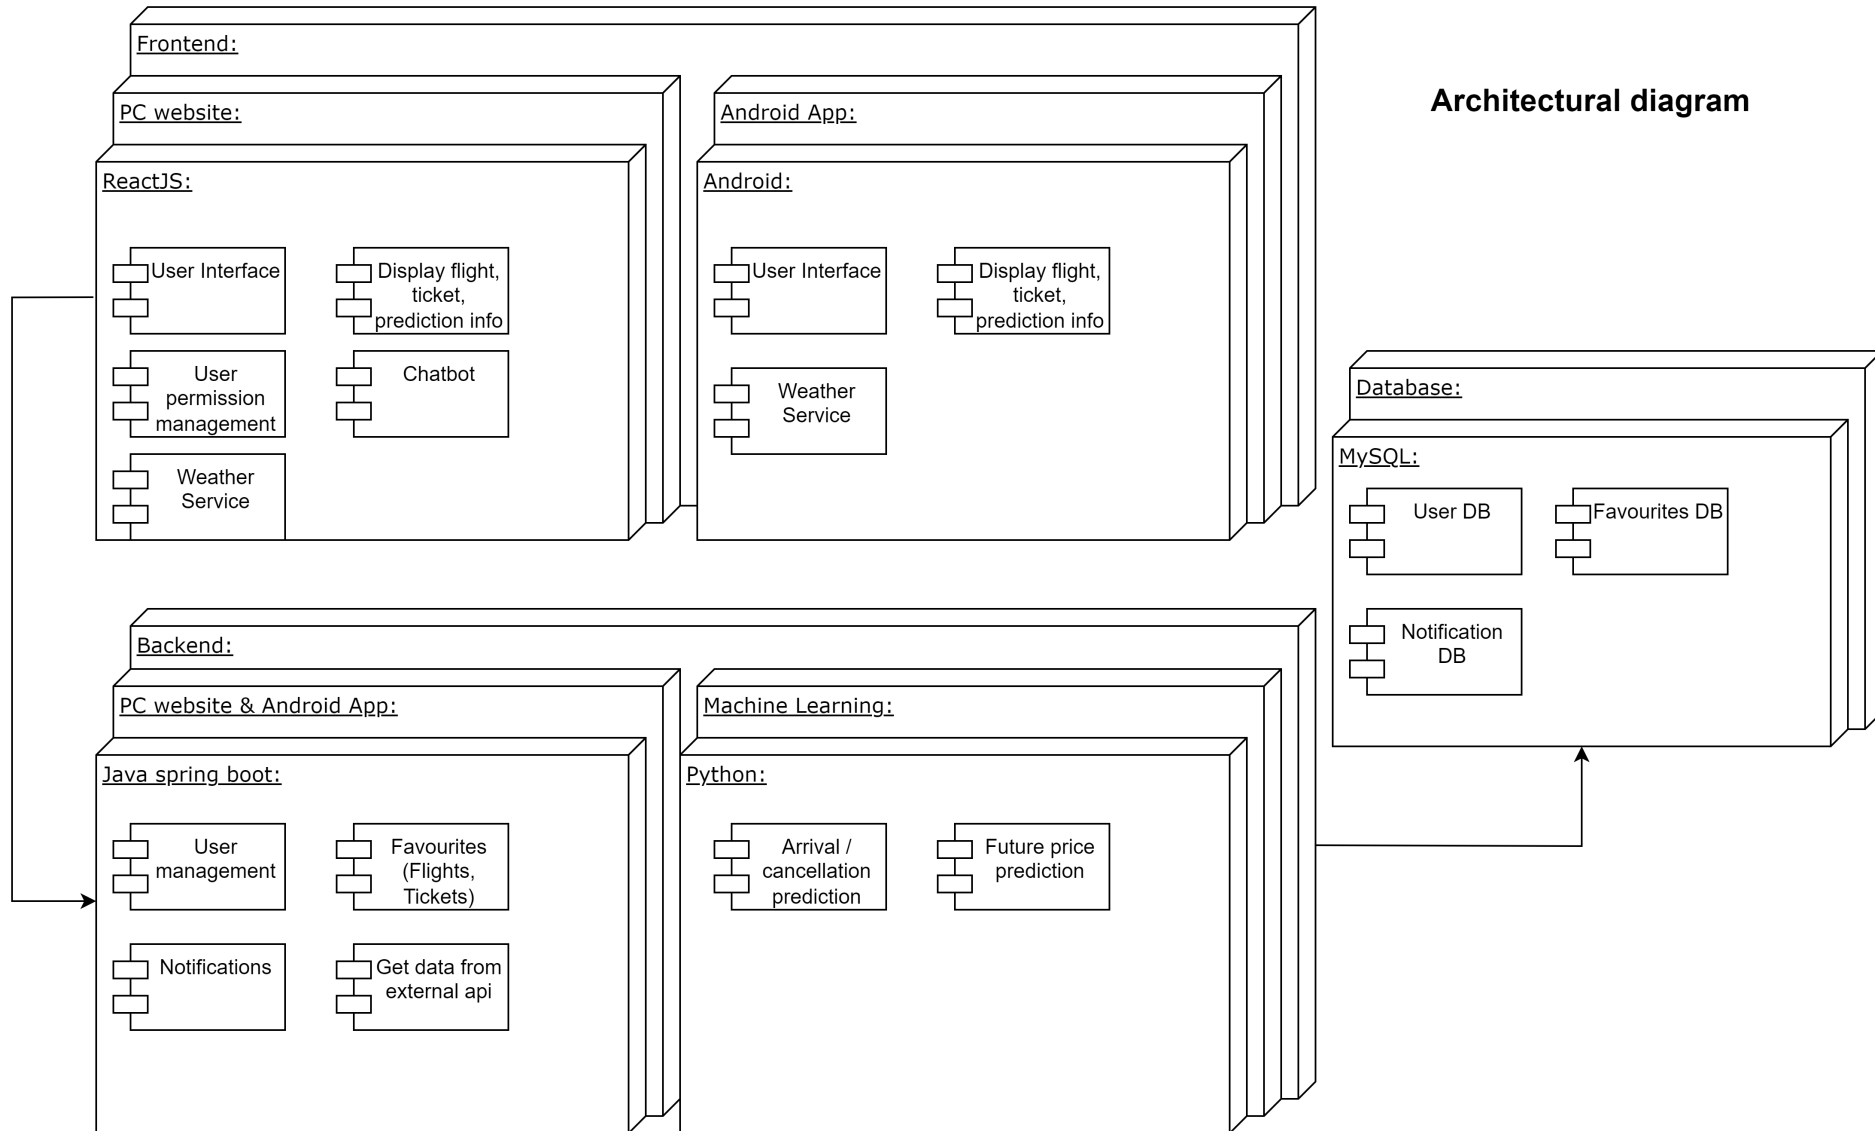 Architectural diagram
Frontend:
PC website:
ReactJS:
User Interface
Display flight,
ticket,
prediction info
User
permission
management
Chatbot
Weather
Service
Android App:
Android:
User Interface
Display flight,
ticket,
prediction info
Weather
Service
Database:
MySQL:
User DB
Favourites DB
Notification
DB
Backend:
PC website & Android App:
Java spring boot:
User
management
Favourites
(Flights,
Tickets)
Notifications
Get data from
external api
Machine Learning:
Python:
Arrival /
cancellation
prediction
Future price
prediction